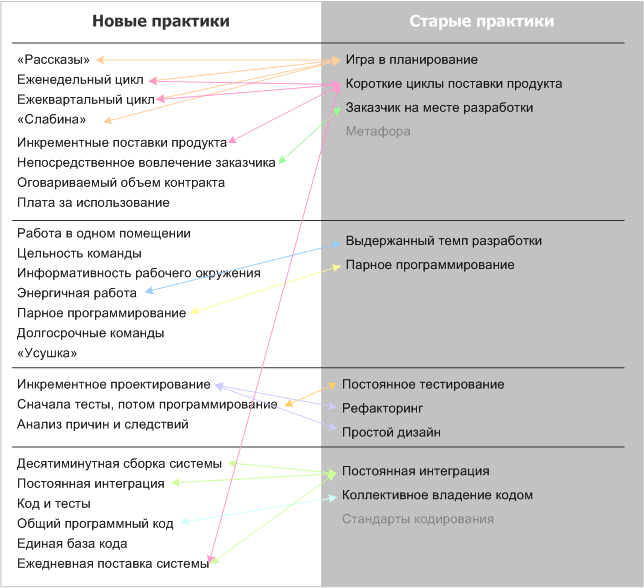 Новые практики
Старые практики
«Рассказы»
Еженедельный цикл
Ежеквартальный цикл
«Слабина»
Инкрементные поставки продукта
Непосредственное вовлечение заказчика
Оговариваемый объем контракта
Плата за использование
Игра в планирование
Короткие циклы поставки продукта
Заказчик на месте разработки
Метафора
Работа в одном помещении
Цельность команды
Информативность рабочего окружения
Энергичная работа
Парное программирование
Долгосрочные команды
«Усушка»
Выдержанный темп разработки
Парное программирование
Инкрементное проектирование
Сначала тесты, потом программирование
Анализ причин и следствий
Постоянное тестирование
Рефакторинг
Простой дизайн
Десятиминутная сборка системы
Постоянная интеграция
Код и тесты
Общий программный код
Единая база кода
Ежедневная поставка системы
Постоянная интеграция
Коллективное владение кодом
Стандарты кодирования